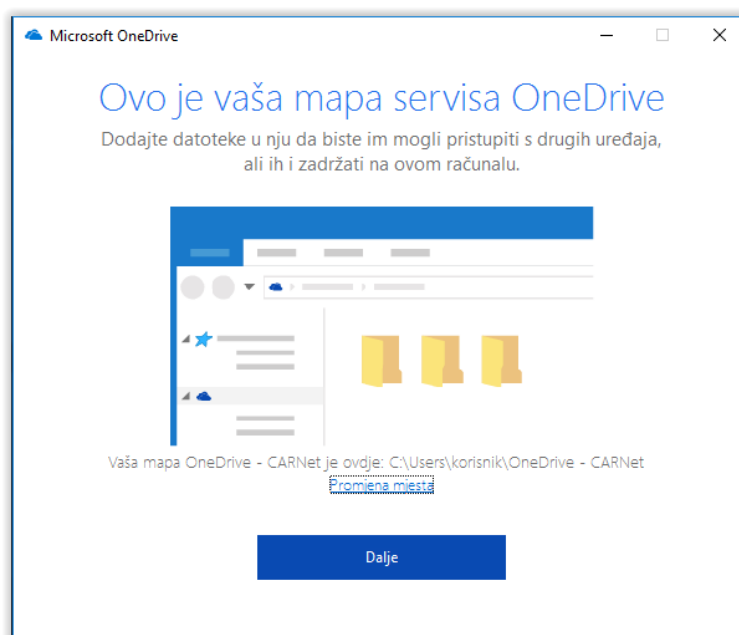 Microsoft OneDrive
Ovo je vaša mapa servisa OneDrive
Dodajte datoteke u nju da biste im mogli pristupiti s drugih uređaja,
ali ih i zadržati na ovom računalu.
Vaša mapa OneDrive - CARNet je ovdje: C:\Users\korisnik\OneDrive - CARNet
Promjena mjesta
Dalje